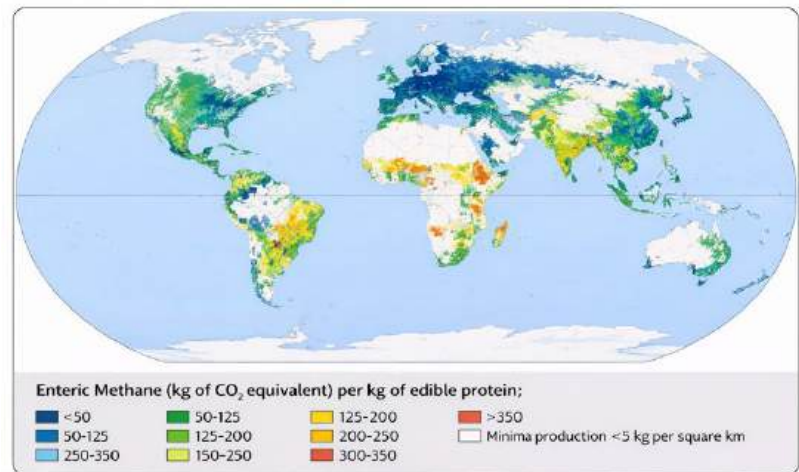 Enteric Methane (kg of CO₂ equivalent) per kg of edible protein;
<50 50-125 125-200 >350
50-125 125-200 200-250 Minima production <5 kg per square km
250-350 150-250 300-350